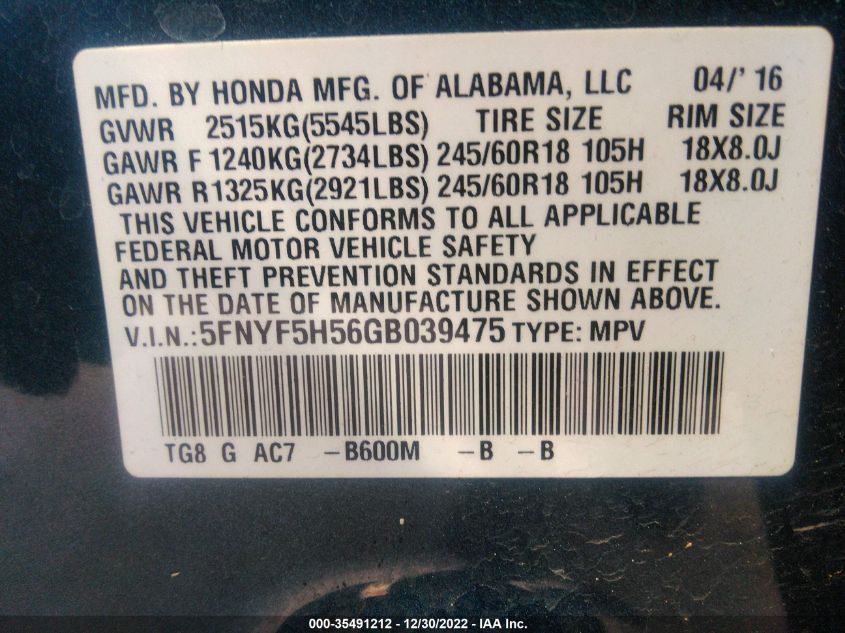 MFD. BY HONDA MFG. OF ALABAMA, LLC 04/' 16
GVWR 2515KG(5545LBS) TIRE SIZE RIM SIZE
GAWR F 1240KG(2734LBS) 245/60R18 105H 18X8.0J
GAWR R1325KG(2921LBS) 245/60R18 105H 18X8.0J
THIS VEHICLE CONFORMS TO ALL APPLICABLE
FEDERAL MOTOR VEHICLE SAFETY
AND THEFT PREVENTION STANDARDS IN EFFECT
ON THE DATE OF MANUFACTURE SHOWN ABOVE.
V.I.N.:5FNYF5H56GB039475 TYPE: MPV
TG8 G AC7 -B600M -B -B
000-35491212 - 12/30/2022 - IAA Inc.